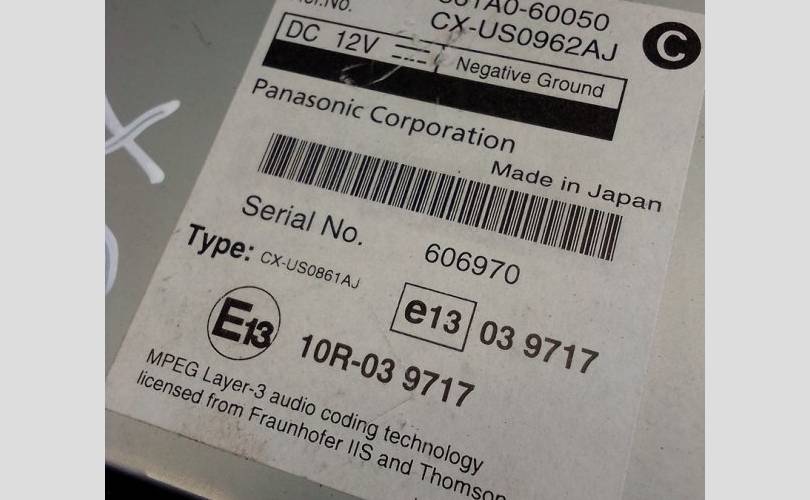 CX-US0962AJ
C
DC 12V
Negative Ground
Panasonic Corporation
Made in Japan
Serial No. 606970
Type: CX-US0861AJ
E13 10R-03 9717
e13 03 9717
MPEG Layer-3 audio coding technology
licensed from Fraunhofer IIS and Thomson